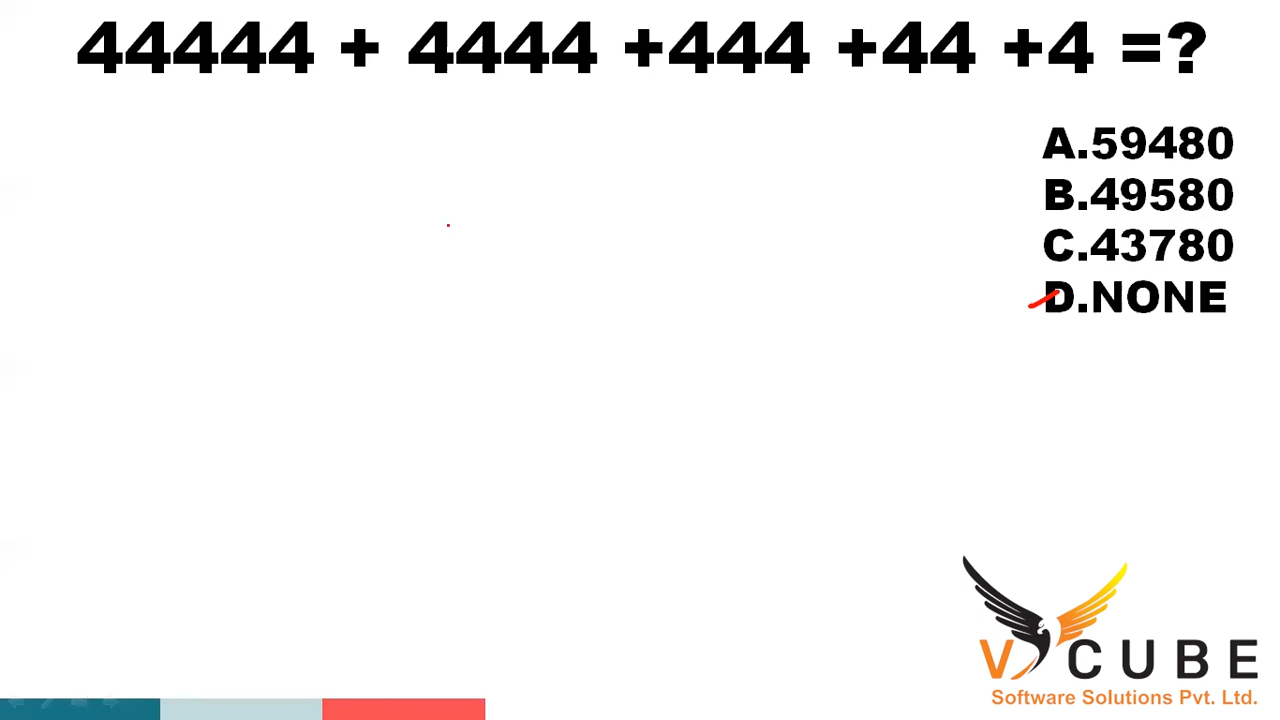 44444 + 4444 +444 +44 +4 =?
A.59480
B.49580
C.43780
D.NONE
V CUBE
Software Solutions Pvt. Ltd.